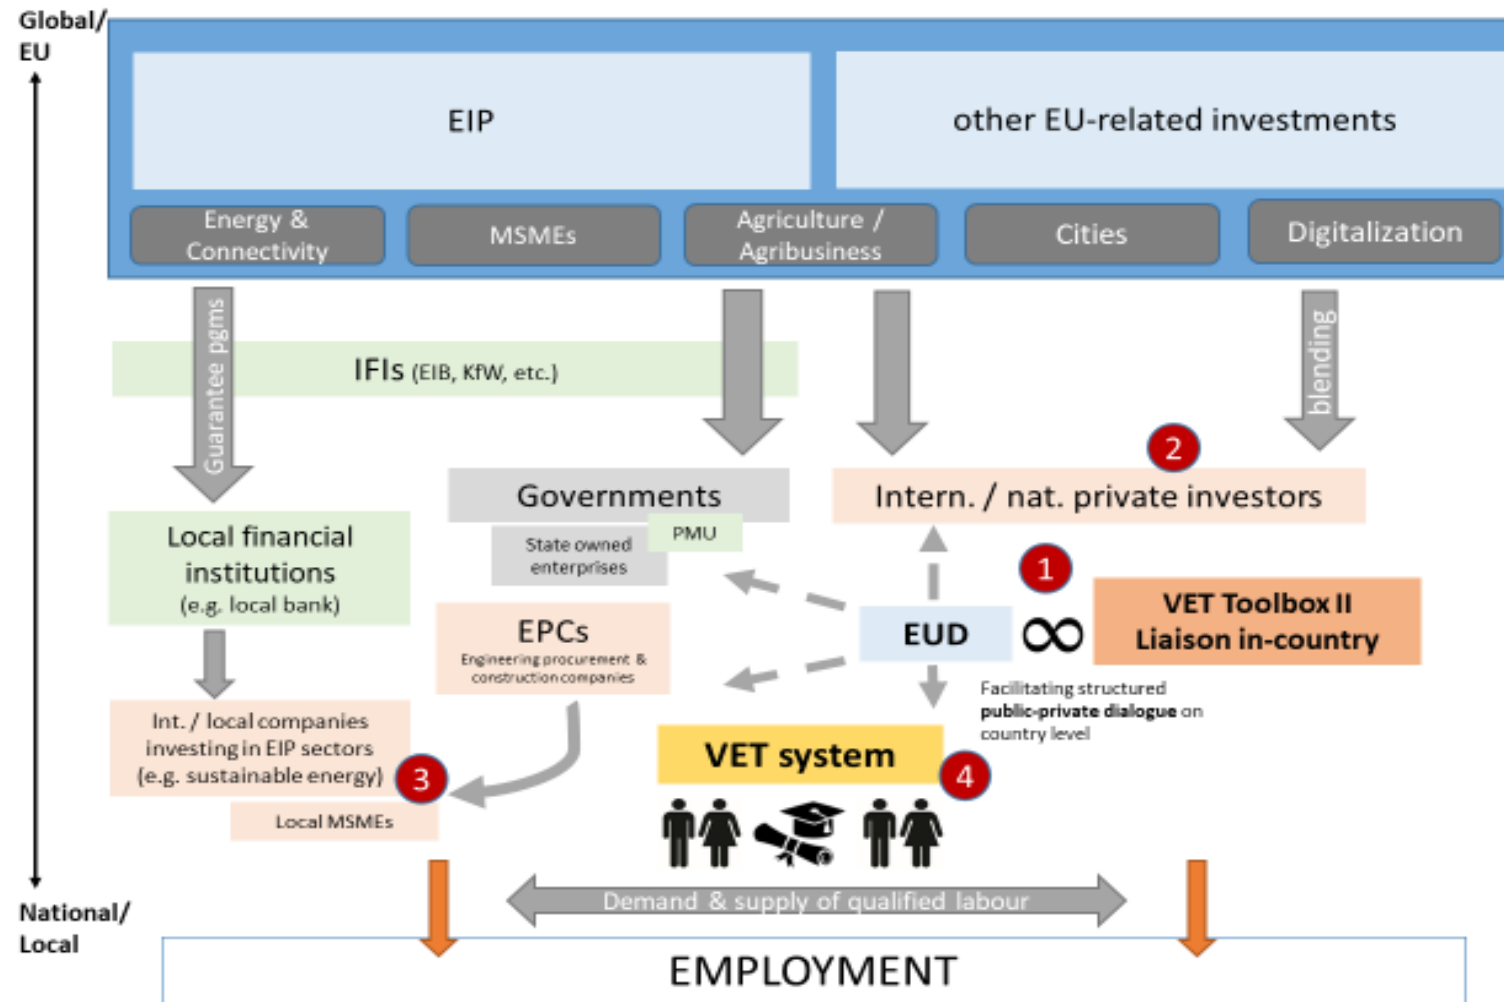 Global/
EU
EIP
other EU-related investments
Energy &
Connectivity
MSMEs
Agriculture /
Agribusiness
Cities
Digitalization
Guarantee pgms
IFIs (EIB, KfW, etc.)
blending
2
Governments
Intern. / nat. private investors
PMU
State owned
enterprises
Local financial
institutions
(e.g. local bank)
1
VET Toolbox II
Liaison in-country
EUD
∞
EPCs
Engineering procurement &
construction companies
Facilitating structured
public-private dialogue on
country level
Int. / local companies
investing in EIP sectors
(e.g. sustainable energy)
3
VET system
4
Local MSMEs
Demand & supply of qualified labour
National/
Local
EMPLOYMENT